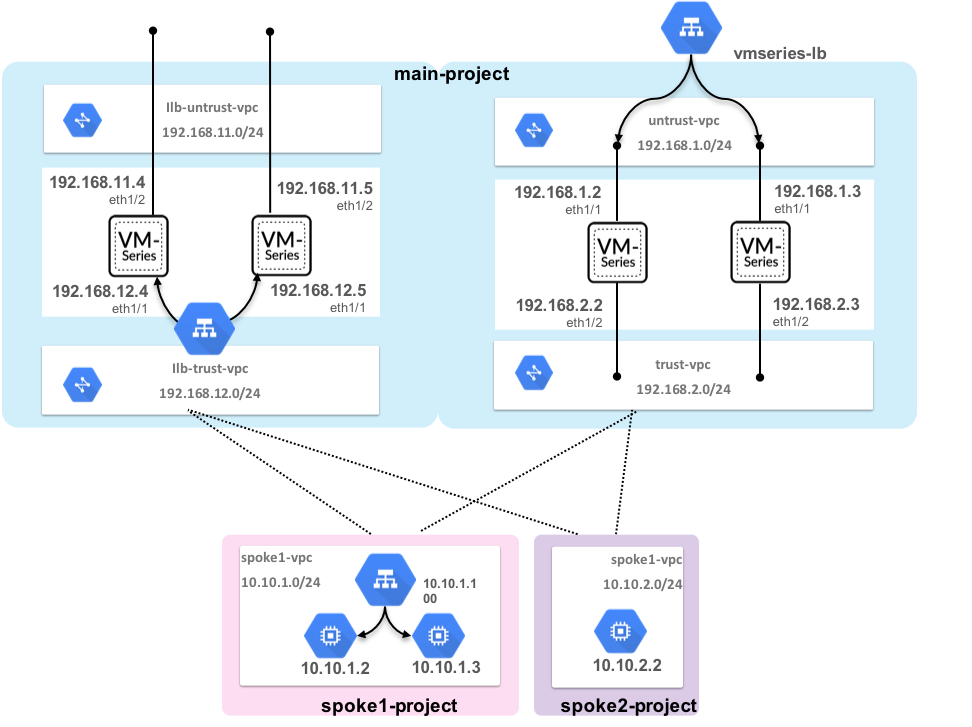 vmseries-lb
main-project
Ilb-untrust-vpc
192.168.11.0/24
untrust-vpc
192.168.1.0/24
192.168.11.4
eth1/2
192.168.11.5
eth1/2
192.168.1.2
eth1/1
192.168.1.3
eth1/1
VM-
Series
VM-
Series
VM-
Series
VM-
Series
192.168.12.4
eth1/1
192.168.12.5
eth1/1
192.168.2.2
eth1/2
192.168.2.3
eth1/2
Ilb-trust-vpc
192.168.12.0/24
trust-vpc
192.168.2.0/24
spoke1-vpc
10.10.1.0/24
10.10.1.1
00
10.10.1.2
10.10.1.3
spoke1-project
spoke1-vpc
10.10.2.0/24
10.10.2.2
spoke2-project